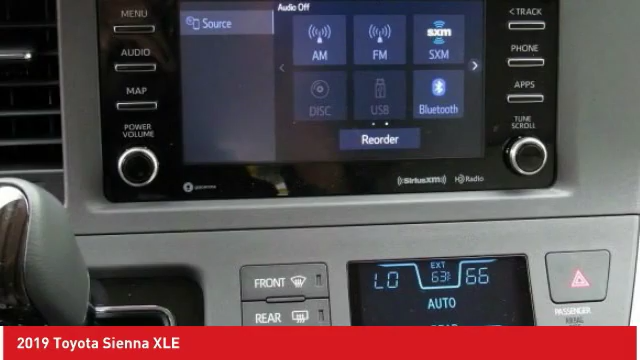 MENU
AUDIO
MAP
POWER
VOLUME
Source
Audio Off
AM
FM
sxm
SXM
DISC
USB
Bluetooth
Reorder
(((SiriusXM)))
HD Radio
< TRACK
PHONE
APPS
TUNE
SCROLL
FRONT
REAR
LO
EXT
63°
66
AUTO
PASSENGER
2019 Toyota Sienna XLE